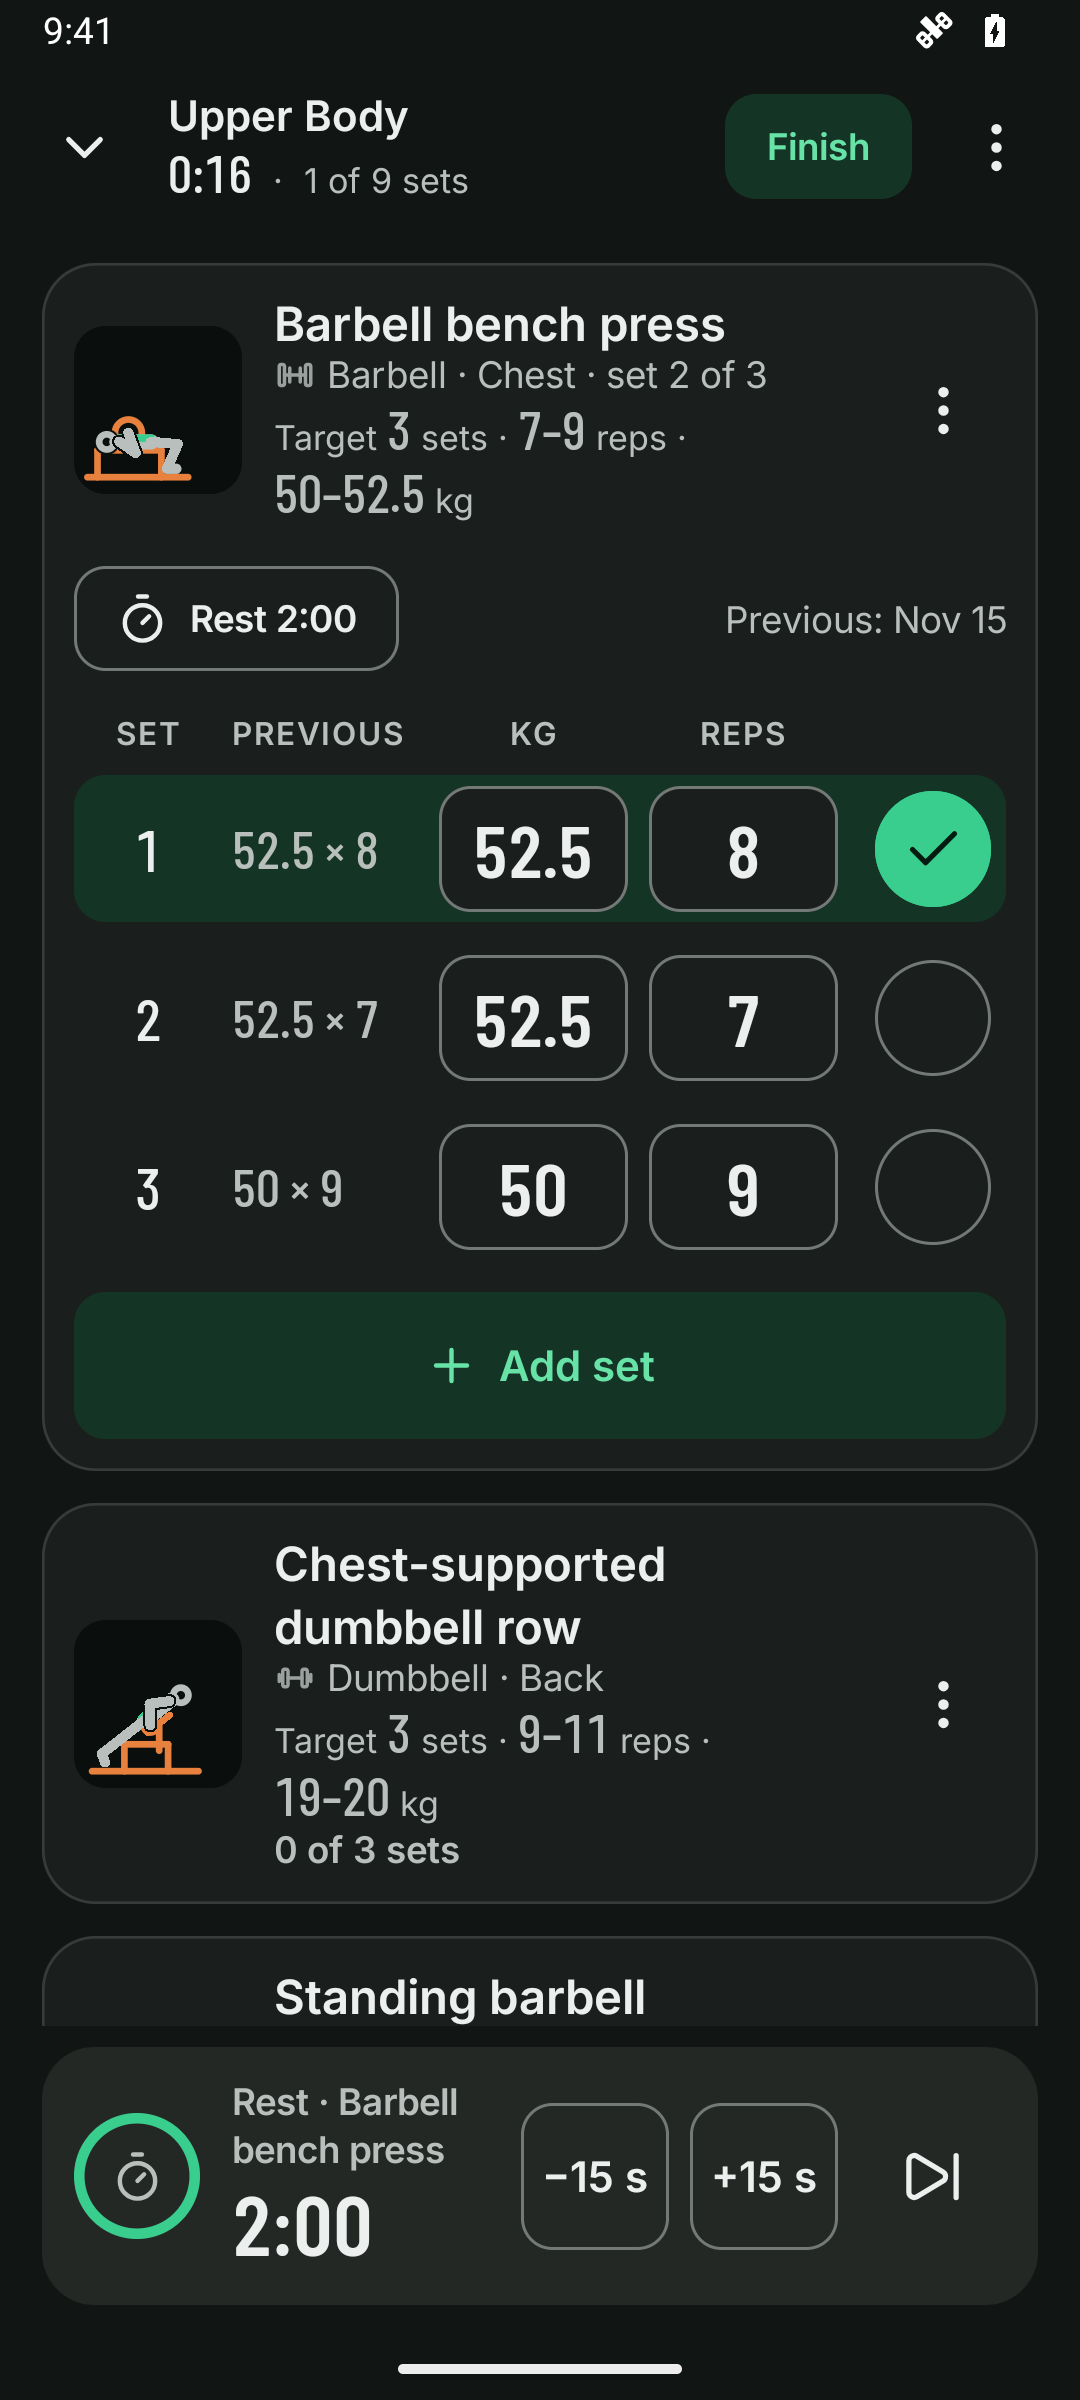 9:41
Upper Body
0:16 · 1 of 9 sets
Finish
Barbell bench press
Barbell · Chest · set 2 of 3
Target 3 sets · 7–9 reps ·
50–52.5 kg
Rest 2:00
Previous: Nov 15
SET PREVIOUS KG REPS
1 52.5 × 8 52.5 8
2 52.5 × 7 52.5 7
3 50 × 9 50 9
+ Add set
Chest-supported
dumbbell row
Dumbbell · Back
Target 3 sets · 9–11 reps ·
19–20 kg
0 of 3 sets
Standing barbell
Rest · Barbell
bench press
2:00
−15 s
+15 s